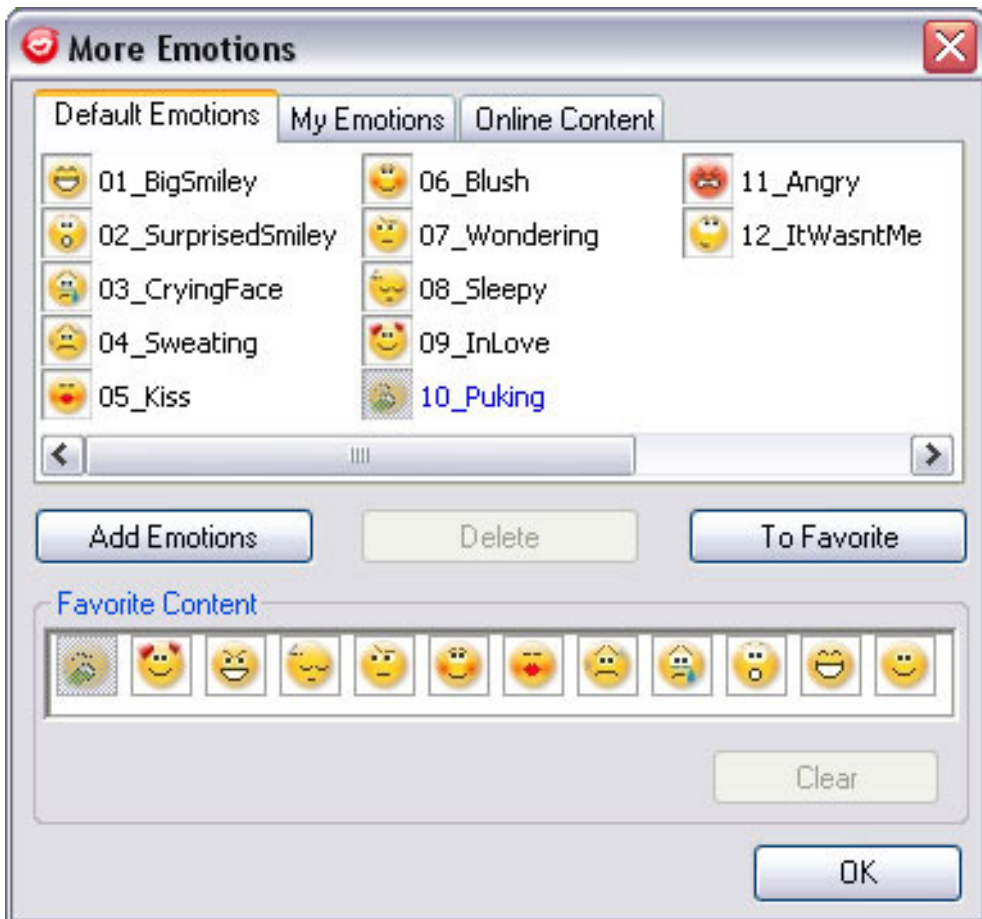 More Emotions
Default Emotions My Emotions Online Content
01_BigSmiley 06_Blush 11_Angry
02_SurprisedSmiley 07_Wondering 12_ItWasntMe
03_CryingFace 08_Sleepy
04_Sweating 09_InLove
05_Kiss 10_Puking
Add Emotions Delete To Favorite
Favorite Content
Clear
OK